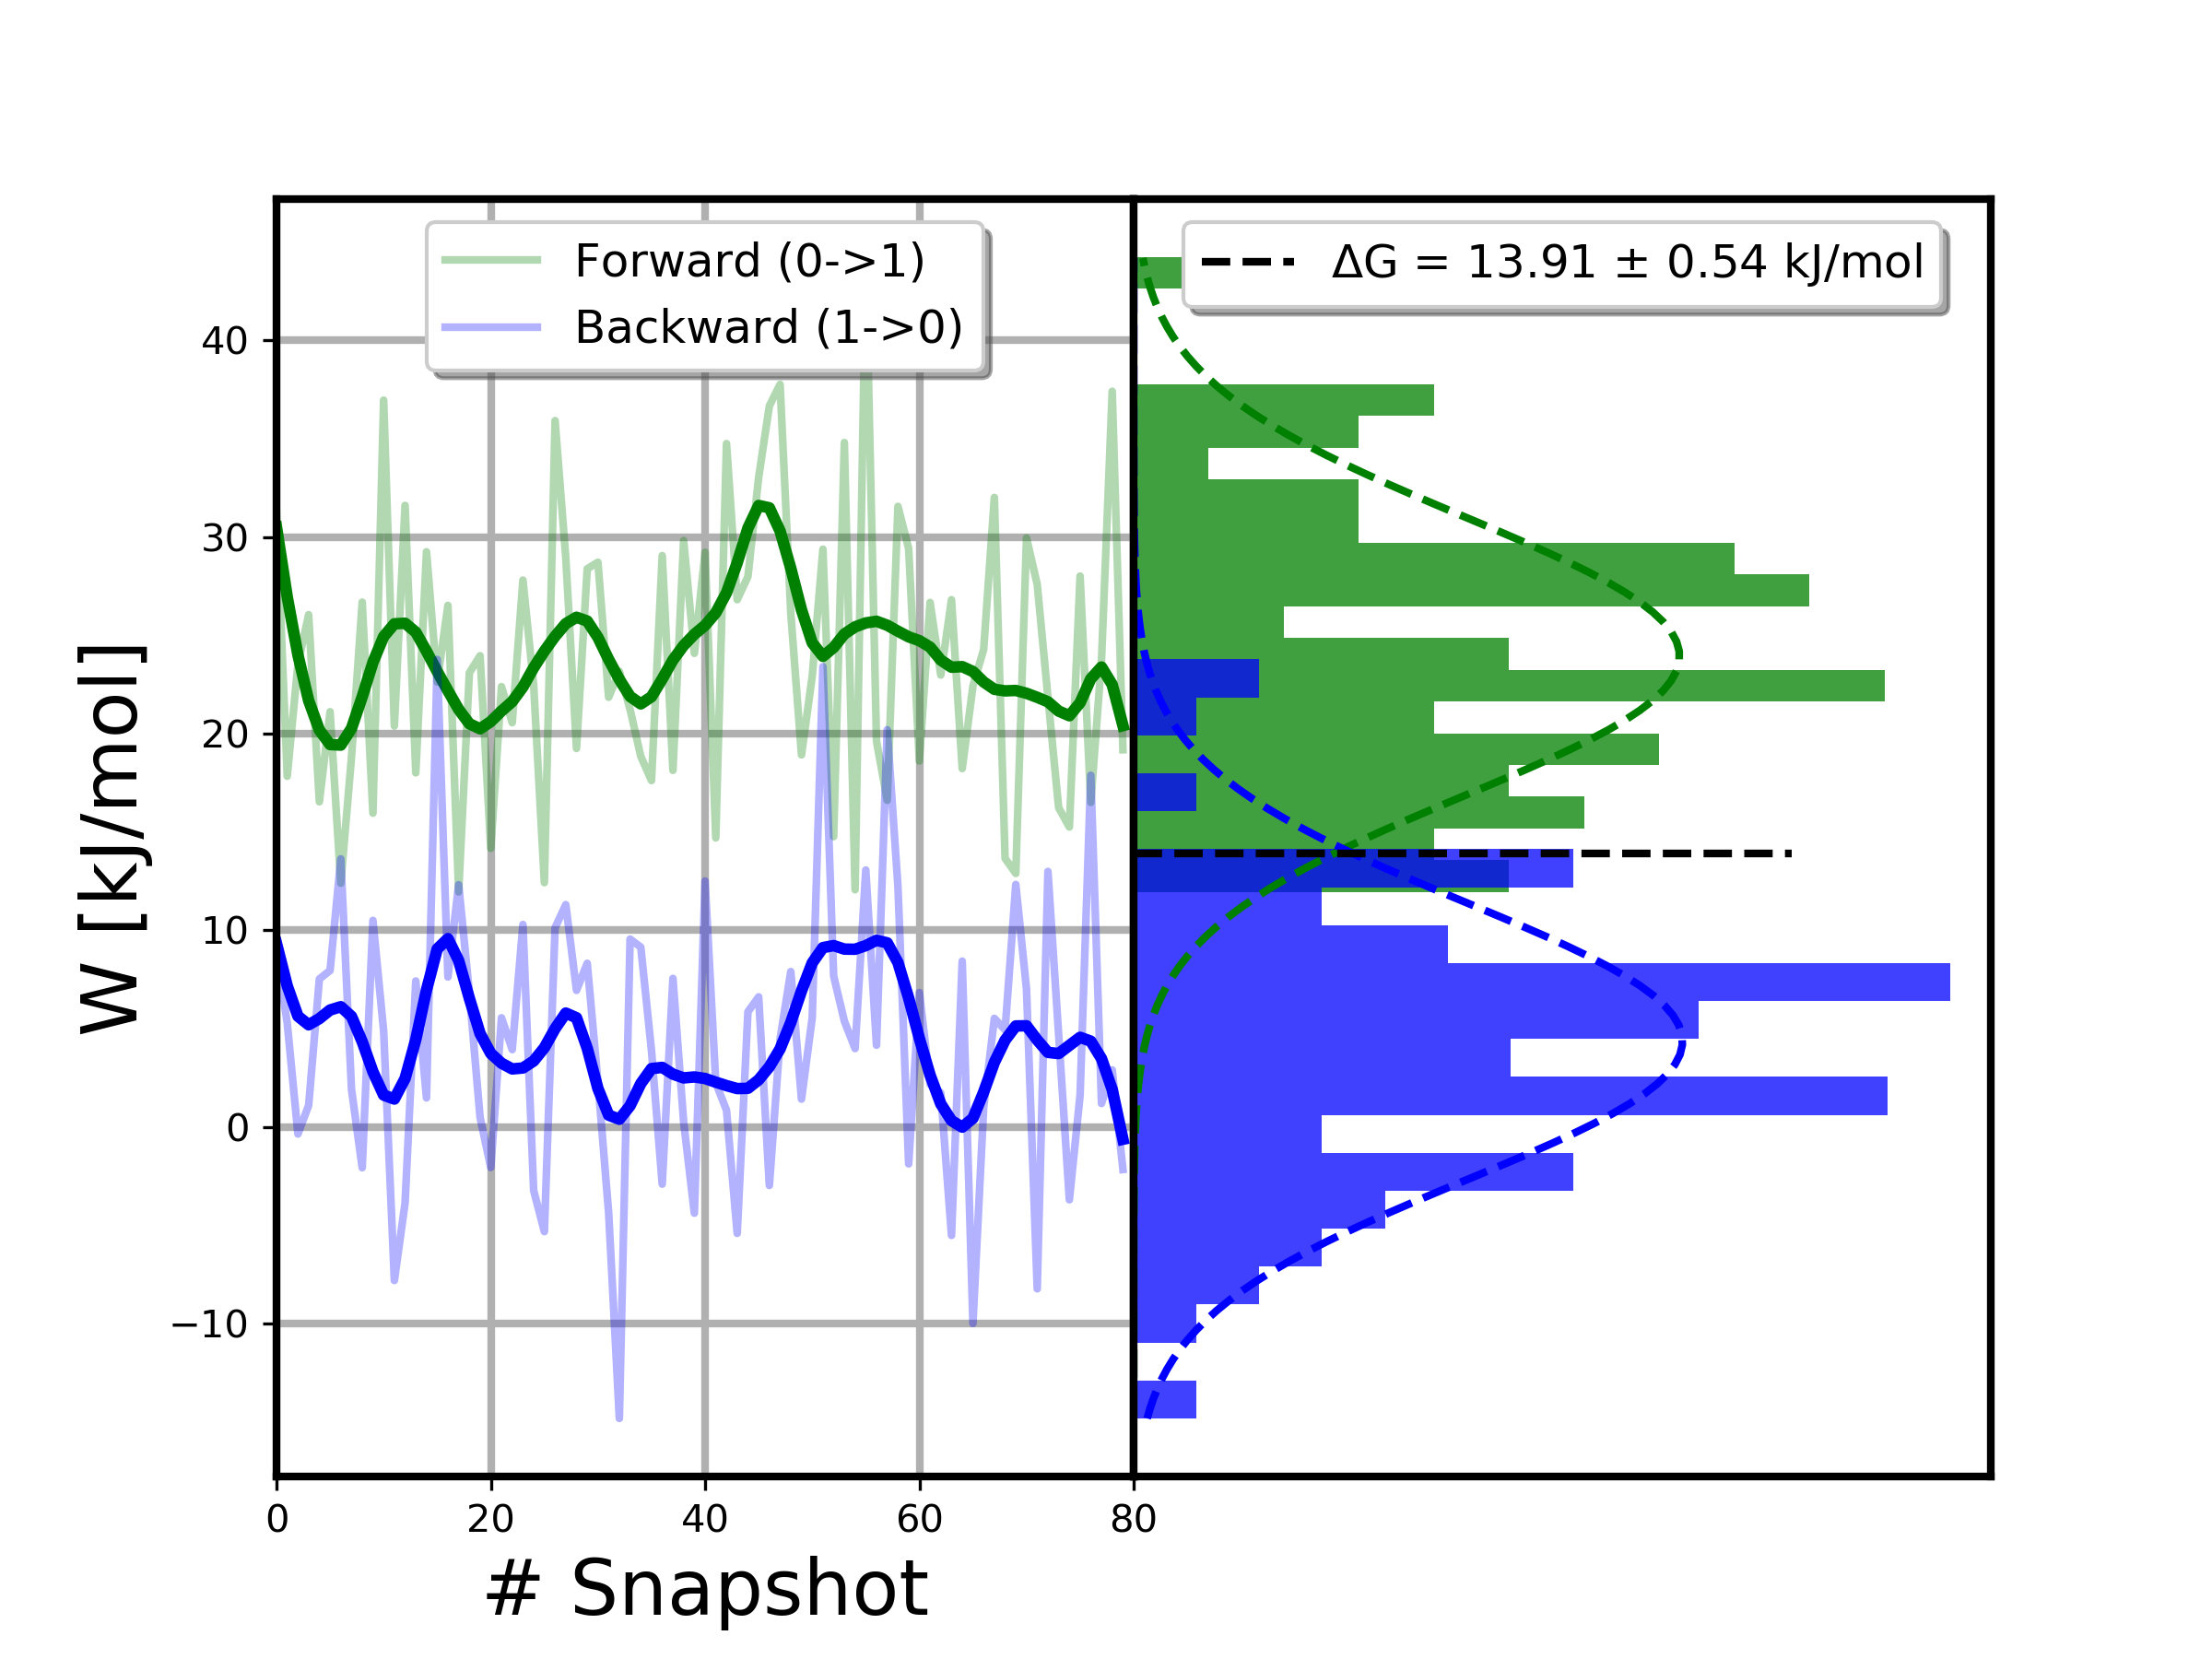 Forward (0->1)
Backward (1->0)
ΔG = 13.91 ± 0.54 kJ/mol
W [kJ/mol]
40
30
20
10
0
−10
0
20
40
60
80
# Snapshot